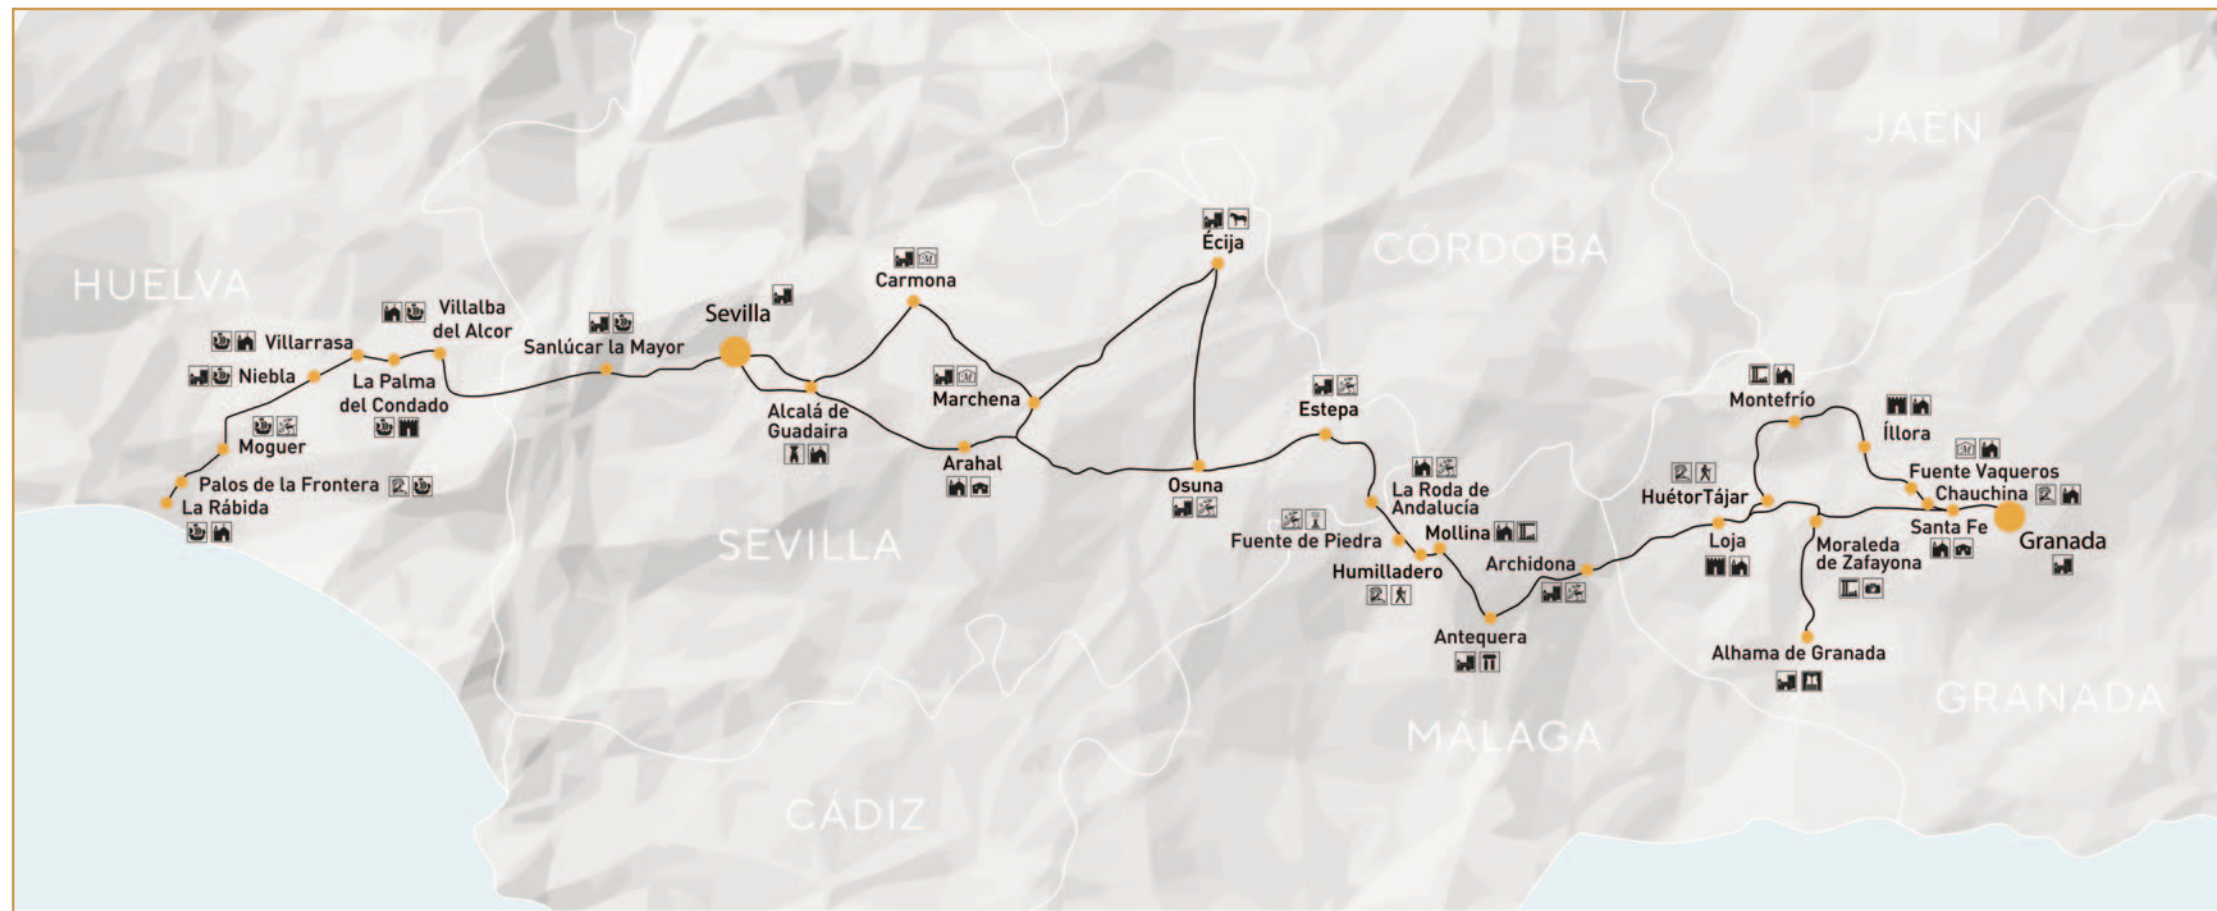 JAEN
CÓRDOBA
HUELVA
Écija
Carmona
Villalba
del Alcor
Sevilla
Villarrasa
Sanlúcar la Mayor
Niebla
La Palma
del Condado
Marchena
Montefrío
Estepa
Alcalá de
Guadaira
Íllora
Moguer
Arahal
Fuente Vaqueros
Palos de la Frontera
Osuna
La Roda de
Andalucía
HuétorTájar
Chauchina
La Rábida
Santa Fe
SEVILLA
Fuente de Piedra
Mollina
Loja
Moraleda
de Zafayona
Granada
Humilladero
Archidona
Antequera
Alhama de Granada
GRANADA
MÁLAGA
CÁDIZ